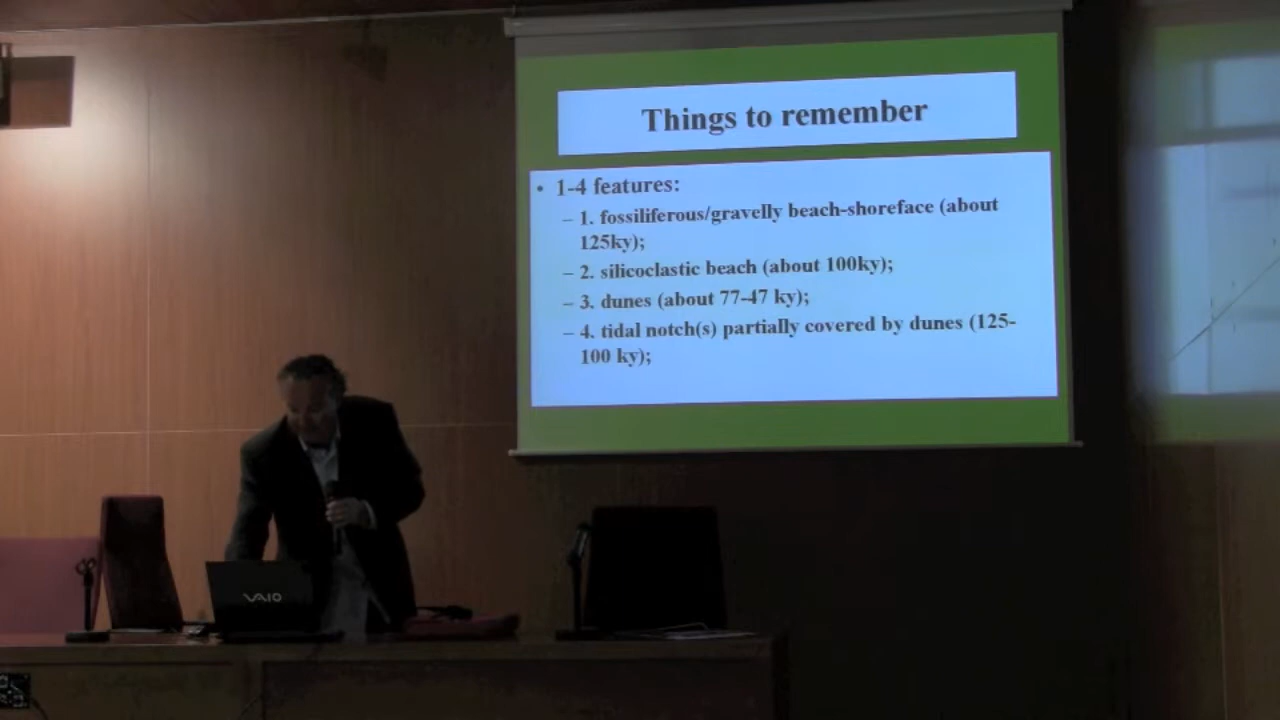 Things to remember
• 1-4 features:
– 1. fossiliferous/gravelly beach-shoreface (about
125ky);
– 2. silicoclastic beach (about 100ky);
– 3. dunes (about 77-47 ky);
– 4. tidal notch(s) partially covered by dunes (125-
100 ky);
VAIO